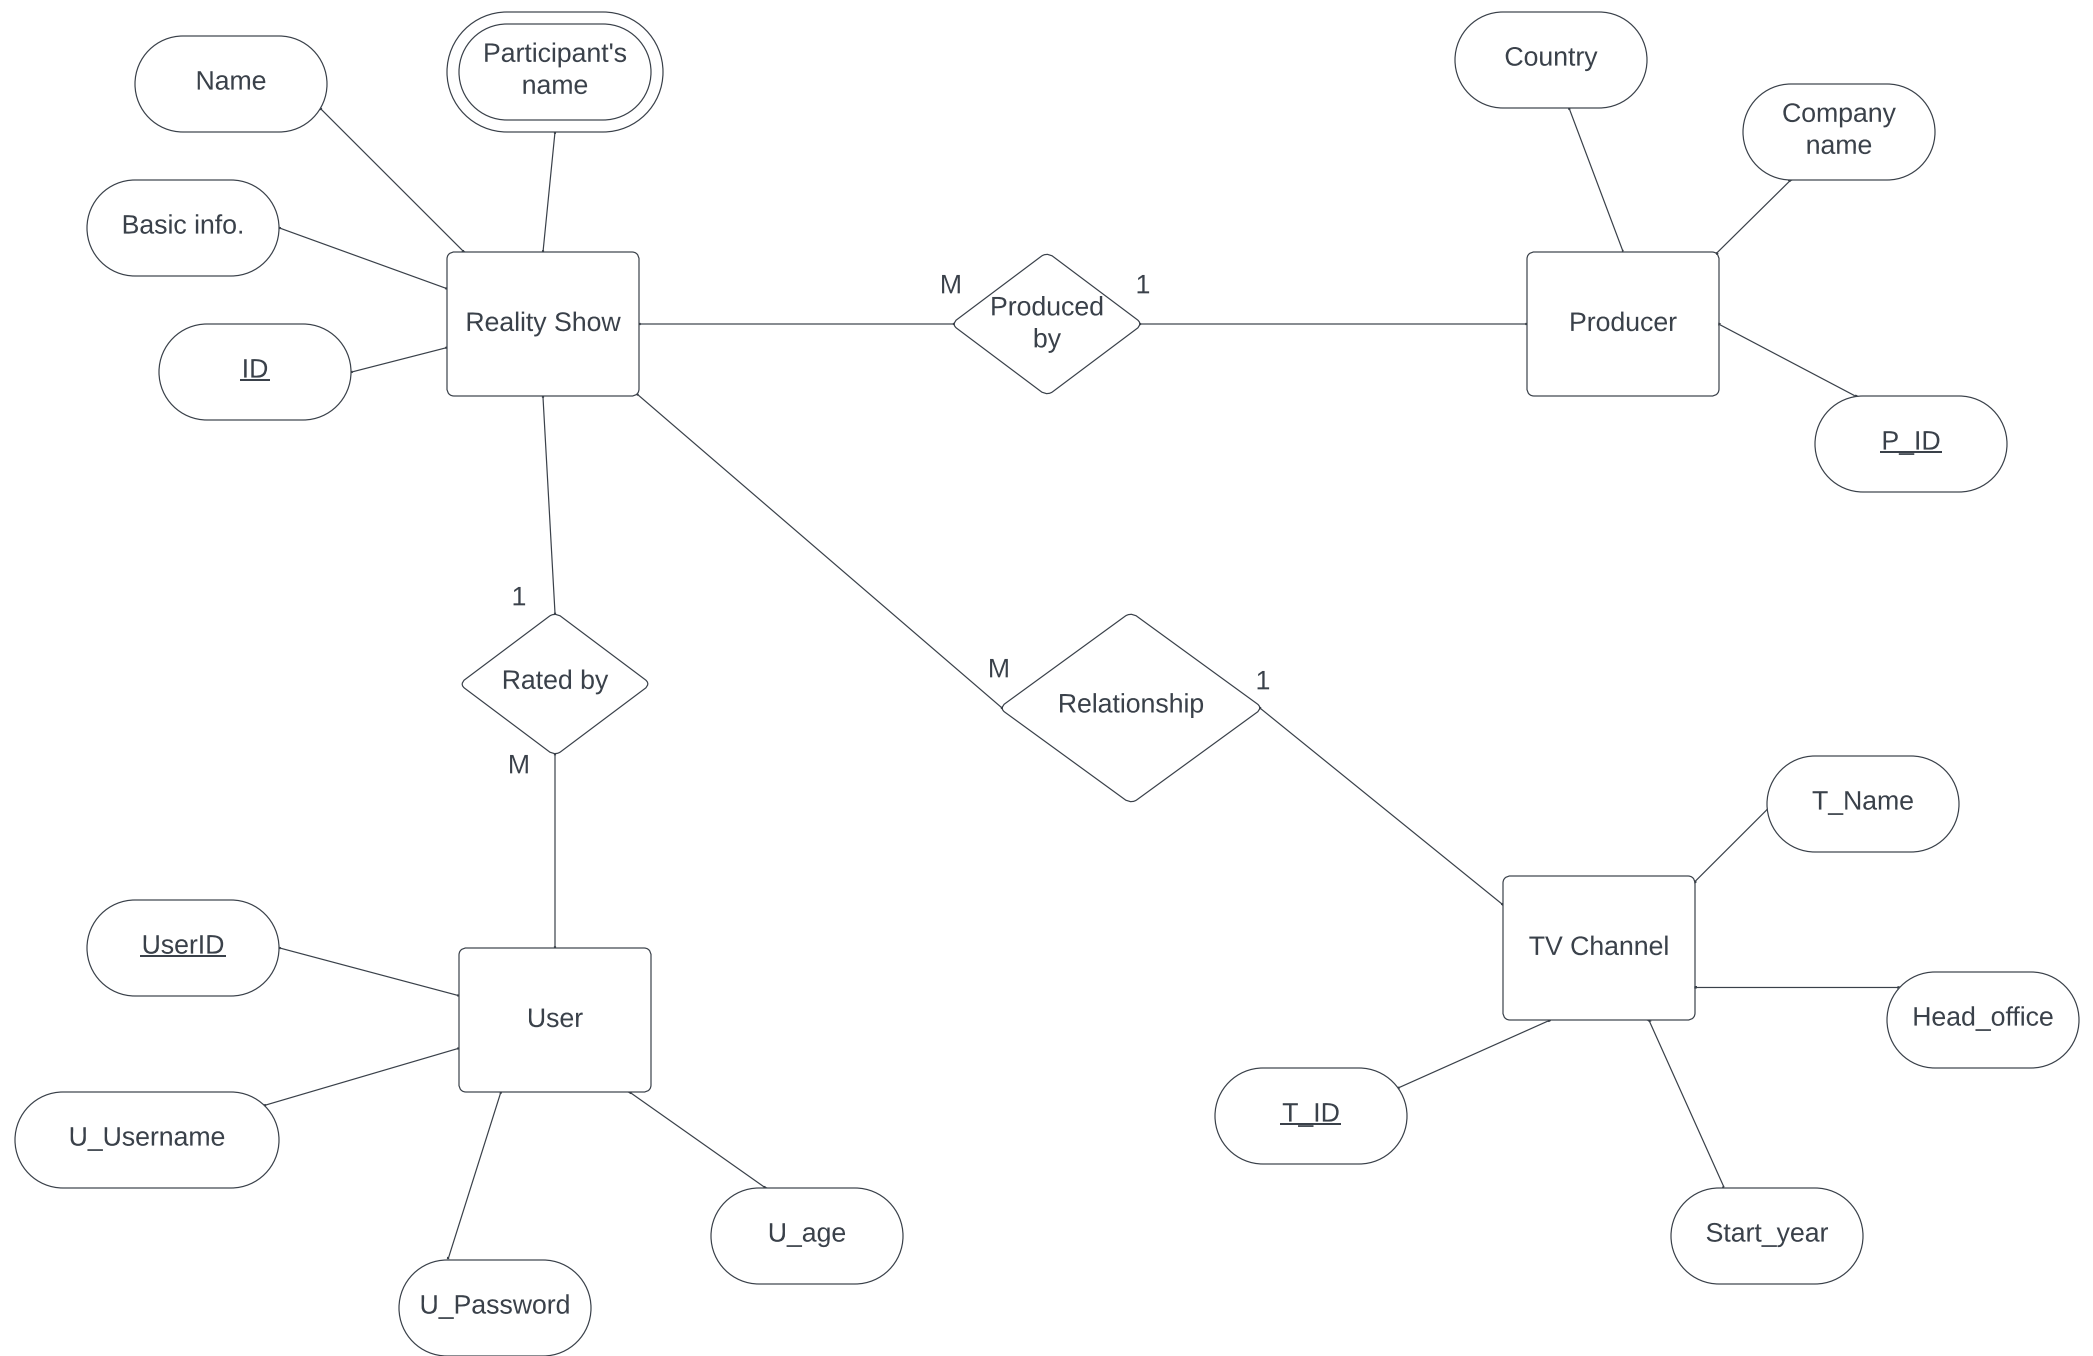 Participant's
name
Name
Country
Company
name
Basic info.
M
1
Produced
by
Reality Show
Producer
ID
P_ID
1
M
1
Rated by
Relationship
M
T_Name
UserID
TV Channel
User
Head_office
T_ID
U_Username
U_age
Start_year
U_Password